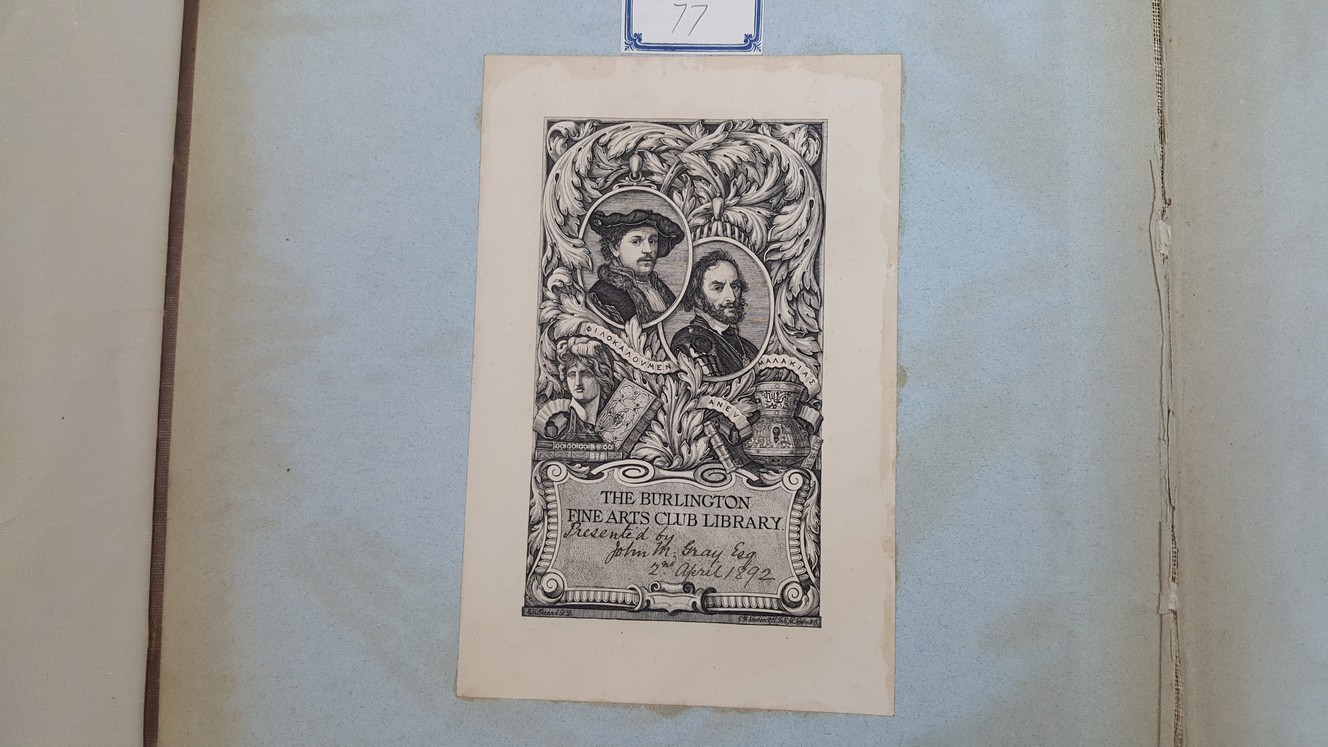 77
ΦΙΛΟΚΑΛΟΥΜΕΝ
ΑΝΕΥ
ΜΑΛΑΚΙΑΣ
THE BURLINGTON
FINE ARTS CLUB LIBRARY.
Presented by
John M. Gray Esq
2nd April 1892